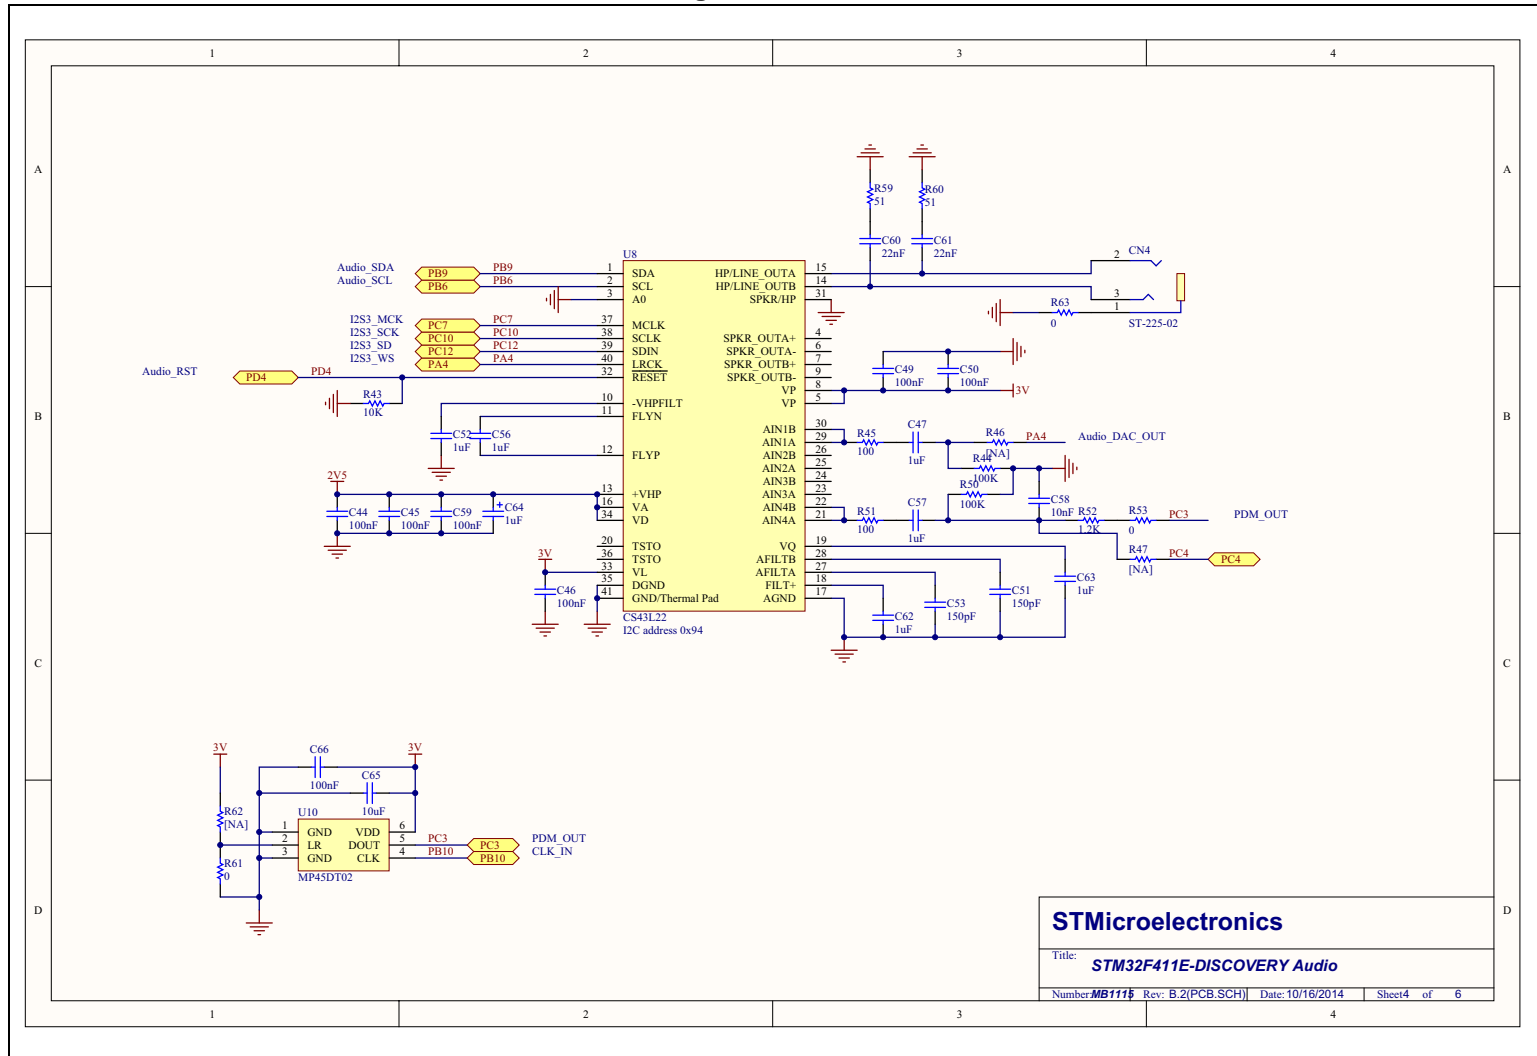 1 2 3 4
A A
R59 R60
51 51
C60 C61
22nF 22nF
U8
CN4
2
Audio_SDA PB9 PB9 1 SDA HP/LINE_OUTA 15
Audio_SCL PB6 PB6 2 SCL HP/LINE_OUTB 14
3 A0 SPKR/HP 31
3
1
R63
0
ST-225-02
I2S3_MCK PC7 PC7 37 MCLK
I2S3_SCK PC10 PC10 38 SCLK SPKR_OUTA+ 4
I2S3_SD PC12 PC12 39 SDIN SPKR_OUTA- 6
I2S3_WS PA4 PA4 40 LRCK SPKR_OUTB+ 7
Audio_RST PD4 PD4 32 RESET SPKR_OUTB- 9
C49 C50
100nF 100nF
VP 8 3V
R43
10K
10 -VHPFILT VP 5
11 FLYN
B B
C52 C56
1uF 1uF
AIN1B 30
AIN1A 29 R45 C47 R46 PA4 Audio_DAC_OUT
100 1uF [NA]
12 FLYP AIN2B 26
AIN2A 25 R44
100K
AIN3B 24
2V5
13 +VHP AIN3A 23 R50
100K
16 VA AIN4B 22 C57 C58
10nF
34 VD AIN4A 21 R51 R52 R53 PC3 PDM_OUT
100 1uF 1.2K 0
C44 C45 C59 + C64
100nF 100nF 100nF 1uF
20 TSTO VQ 19
3V
36 TSTO AFILTB 28 R47 PC4 PC4
[NA]
33 VL AFILTA 27
35 DGND FILT+ 18
41 GND/Thermal Pad AGND 17
C46
100nF
C62 C53 C51 C63
1uF 150pF 150pF 1uF
CS43L22
I2C address 0x94
C C
3V C66 3V
100nF
C65
10uF
R62
[NA]
U10
1 GND VDD 6
2 LR DOUT 5 PC3 PC3 PDM_OUT
3 GND CLK 4 PB10 PB10 CLK_IN
R61
0
MP45DT02
D D
STMicroelectronics
Title:
STM32F411E-DISCOVERY Audio
Number: MB1115 Rev: B.2(PCB.SCH) Date: 10/16/2014 Sheet 4 of 6
1 2 3 4